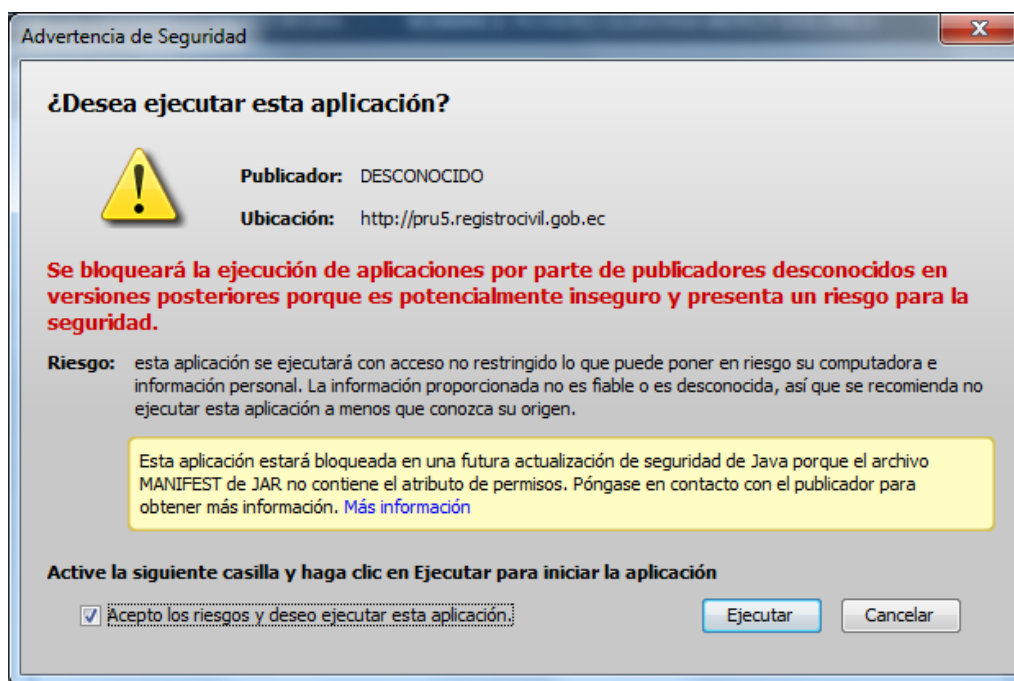 Advertencia de Seguridad
¿Desea ejecutar esta aplicación?
Publicador: DESCONOCIDO
Ubicación: http://pru5.registrocivil.gob.ec
Se bloqueará la ejecución de aplicaciones por parte de publicadores desconocidos en
versiones posteriores porque es potencialmente inseguro y presenta un riesgo para la
seguridad.
Riesgo: esta aplicación se ejecutará con acceso no restringido lo que puede poner en riesgo su computadora e
información personal. La información proporcionada no es fiable o es desconocida, así que se recomienda no
ejecutar esta aplicación a menos que conozca su origen.
Esta aplicación estará bloqueada en una futura actualización de seguridad de Java porque el archivo
MANIFEST de JAR no contiene el atributo de permisos. Póngase en contacto con el publicador para
obtener más información. Más información
Active la siguiente casilla y haga clic en Ejecutar para iniciar la aplicación
Acepto los riesgos y deseo ejecutar esta aplicación. Ejecutar Cancelar